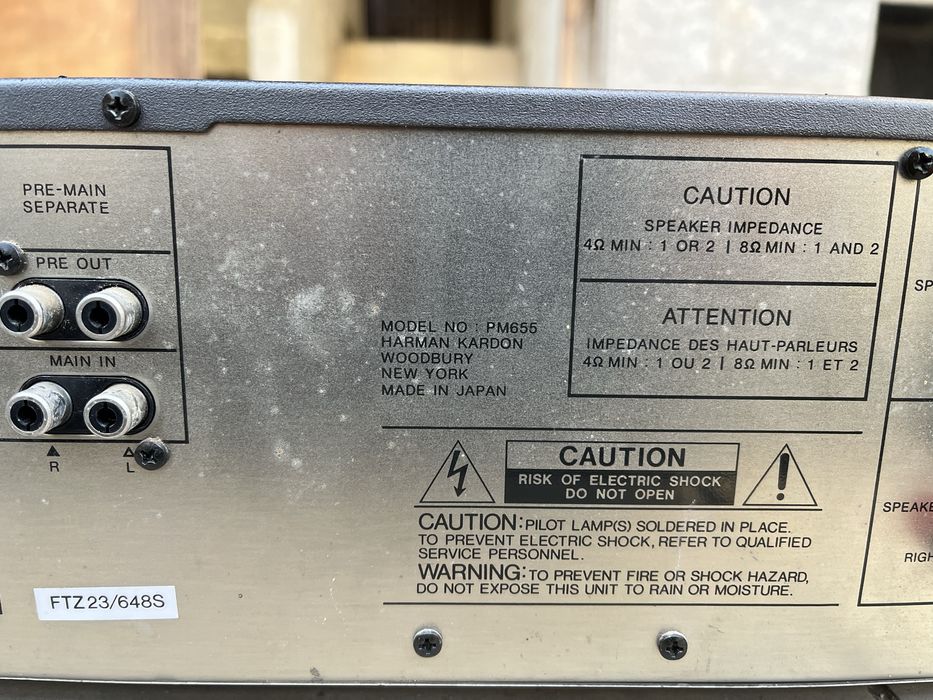 PRE-MAIN
SEPARATE
PRE OUT
MAIN IN
R
L
FTZ23/648S
MODEL NO : PM655
HARMAN KARDON
WOODBURY
NEW YORK
MADE IN JAPAN
CAUTION
SPEAKER IMPEDANCE
4Ω MIN : 1 OR 2 | 8Ω MIN : 1 AND 2
ATTENTION
IMPEDANCE DES HAUT-PARLEURS
4Ω MIN : 1 OU 2 | 8Ω MIN : 1 ET 2
CAUTION
RISK OF ELECTRIC SHOCK
DO NOT OPEN
CAUTION: PILOT LAMP(S) SOLDERED IN PLACE.
TO PREVENT ELECTRIC SHOCK, REFER TO QUALIFIED
SERVICE PERSONNEL.
WARNING: TO PREVENT FIRE OR SHOCK HAZARD,
DO NOT EXPOSE THIS UNIT TO RAIN OR MOISTURE.